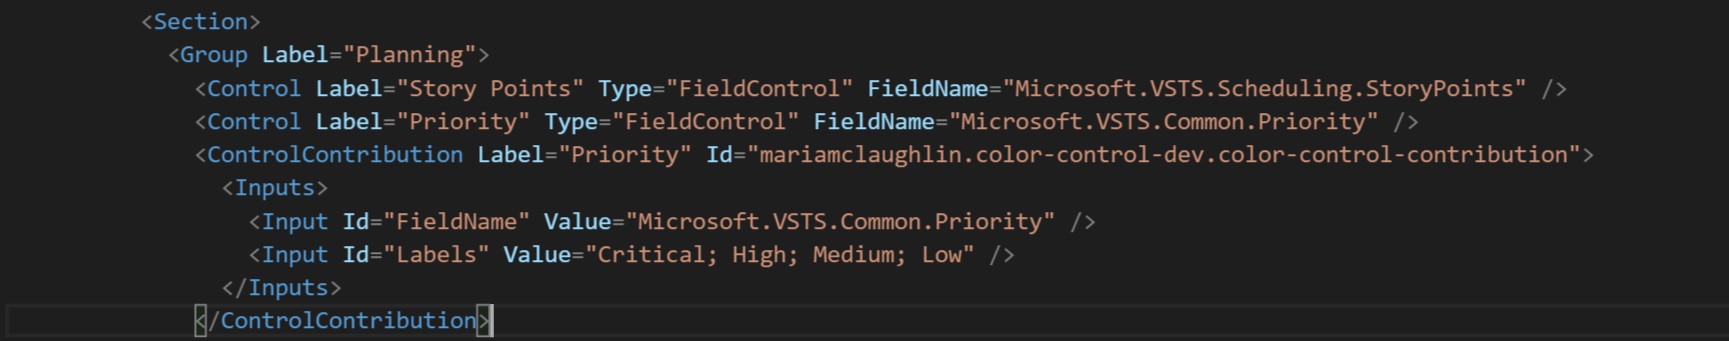 <Section>
<Group Label="Planning">
<Control Label="Story Points" Type="FieldControl" FieldName="Microsoft.VSTS.Scheduling.StoryPoints" />
<Control Label="Priority" Type="FieldControl" FieldName="Microsoft.VSTS.Common.Priority" />
<ControlContribution Label="Priority" Id="mariamclaughlin.color-control-dev.color-control-contribution">
<Inputs>
<Input Id="FieldName" Value="Microsoft.VSTS.Common.Priority" />
<Input Id="Labels" Value="Critical; High; Medium; Low" />
</Inputs>
</ControlContribution>